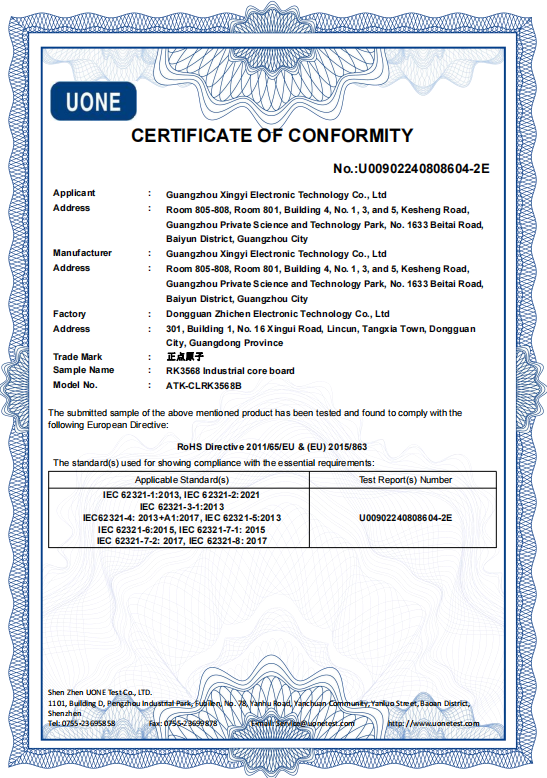 UONE
CERTIFICATE OF CONFORMITY
No.:U00902240808604-2E
Applicant : Guangzhou Xingyi Electronic Technology Co., Ltd
Address : Room 805-808, Room 801, Building 4, No. 1, 3, and 5, Kesheng Road,
Guangzhou Private Science and Technology Park, No. 1633 Beitai Road,
Baiyun District, Guangzhou City
Manufacturer : Guangzhou Xingyi Electronic Technology Co., Ltd
Address : Room 805-808, Room 801, Building 4, No. 1, 3, and 5, Kesheng Road,
Guangzhou Private Science and Technology Park, No. 1633 Beitai Road,
Baiyun District, Guangzhou City
Factory : Dongguan Zhichen Electronic Technology Co., Ltd
Address : 301, Building 1, No. 16 Xingui Road, Lincun, Tangxia Town, Dongguan
City, Guangdong Province
Trade Mark : 正点原子
Sample Name : RK3568 Industrial core board
Model No. : ATK-CLRK3568B
The submitted sample of the above mentioned product has been tested and found to comply with the
following European Directive:
RoHS Directive 2011/65/EU & (EU) 2015/863
The standard(s) used for showing compliance with the essential requirements:
Applicable Standard(s) Test Report(s) Number
IEC 62321-1:2013, IEC 62321-2:2021
IEC 62321-3-1:2013
IEC62321-4: 2013+A1:2017, IEC 62321-5:2013 U00902240808604-2E
IEC 62321-6:2015, IEC 62321-7-1: 2015
IEC 62321-7-2: 2017, IEC 62321-8: 2017
Shen Zhen UONE Test Co., LTD.
1101, Building D, Pengzhou Industrial Park, Fubilen, No. 78, Yanhu Road, Yanchuan Community, Yanluo Street, Baoan District,
Shenzhen
Tel: 0755-23695858 Fax: 0755-23699878 E-mail: Service@uonetest.com http://www.uonetest.com